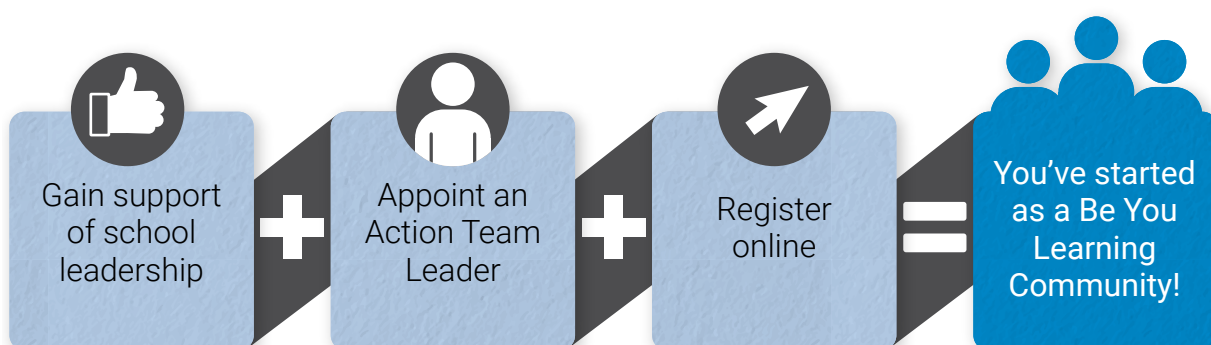 Gain support
of school
leadership
Appoint an
Action Team
Leader
Register
online
You’ve started
as a Be You
Learning
Community!